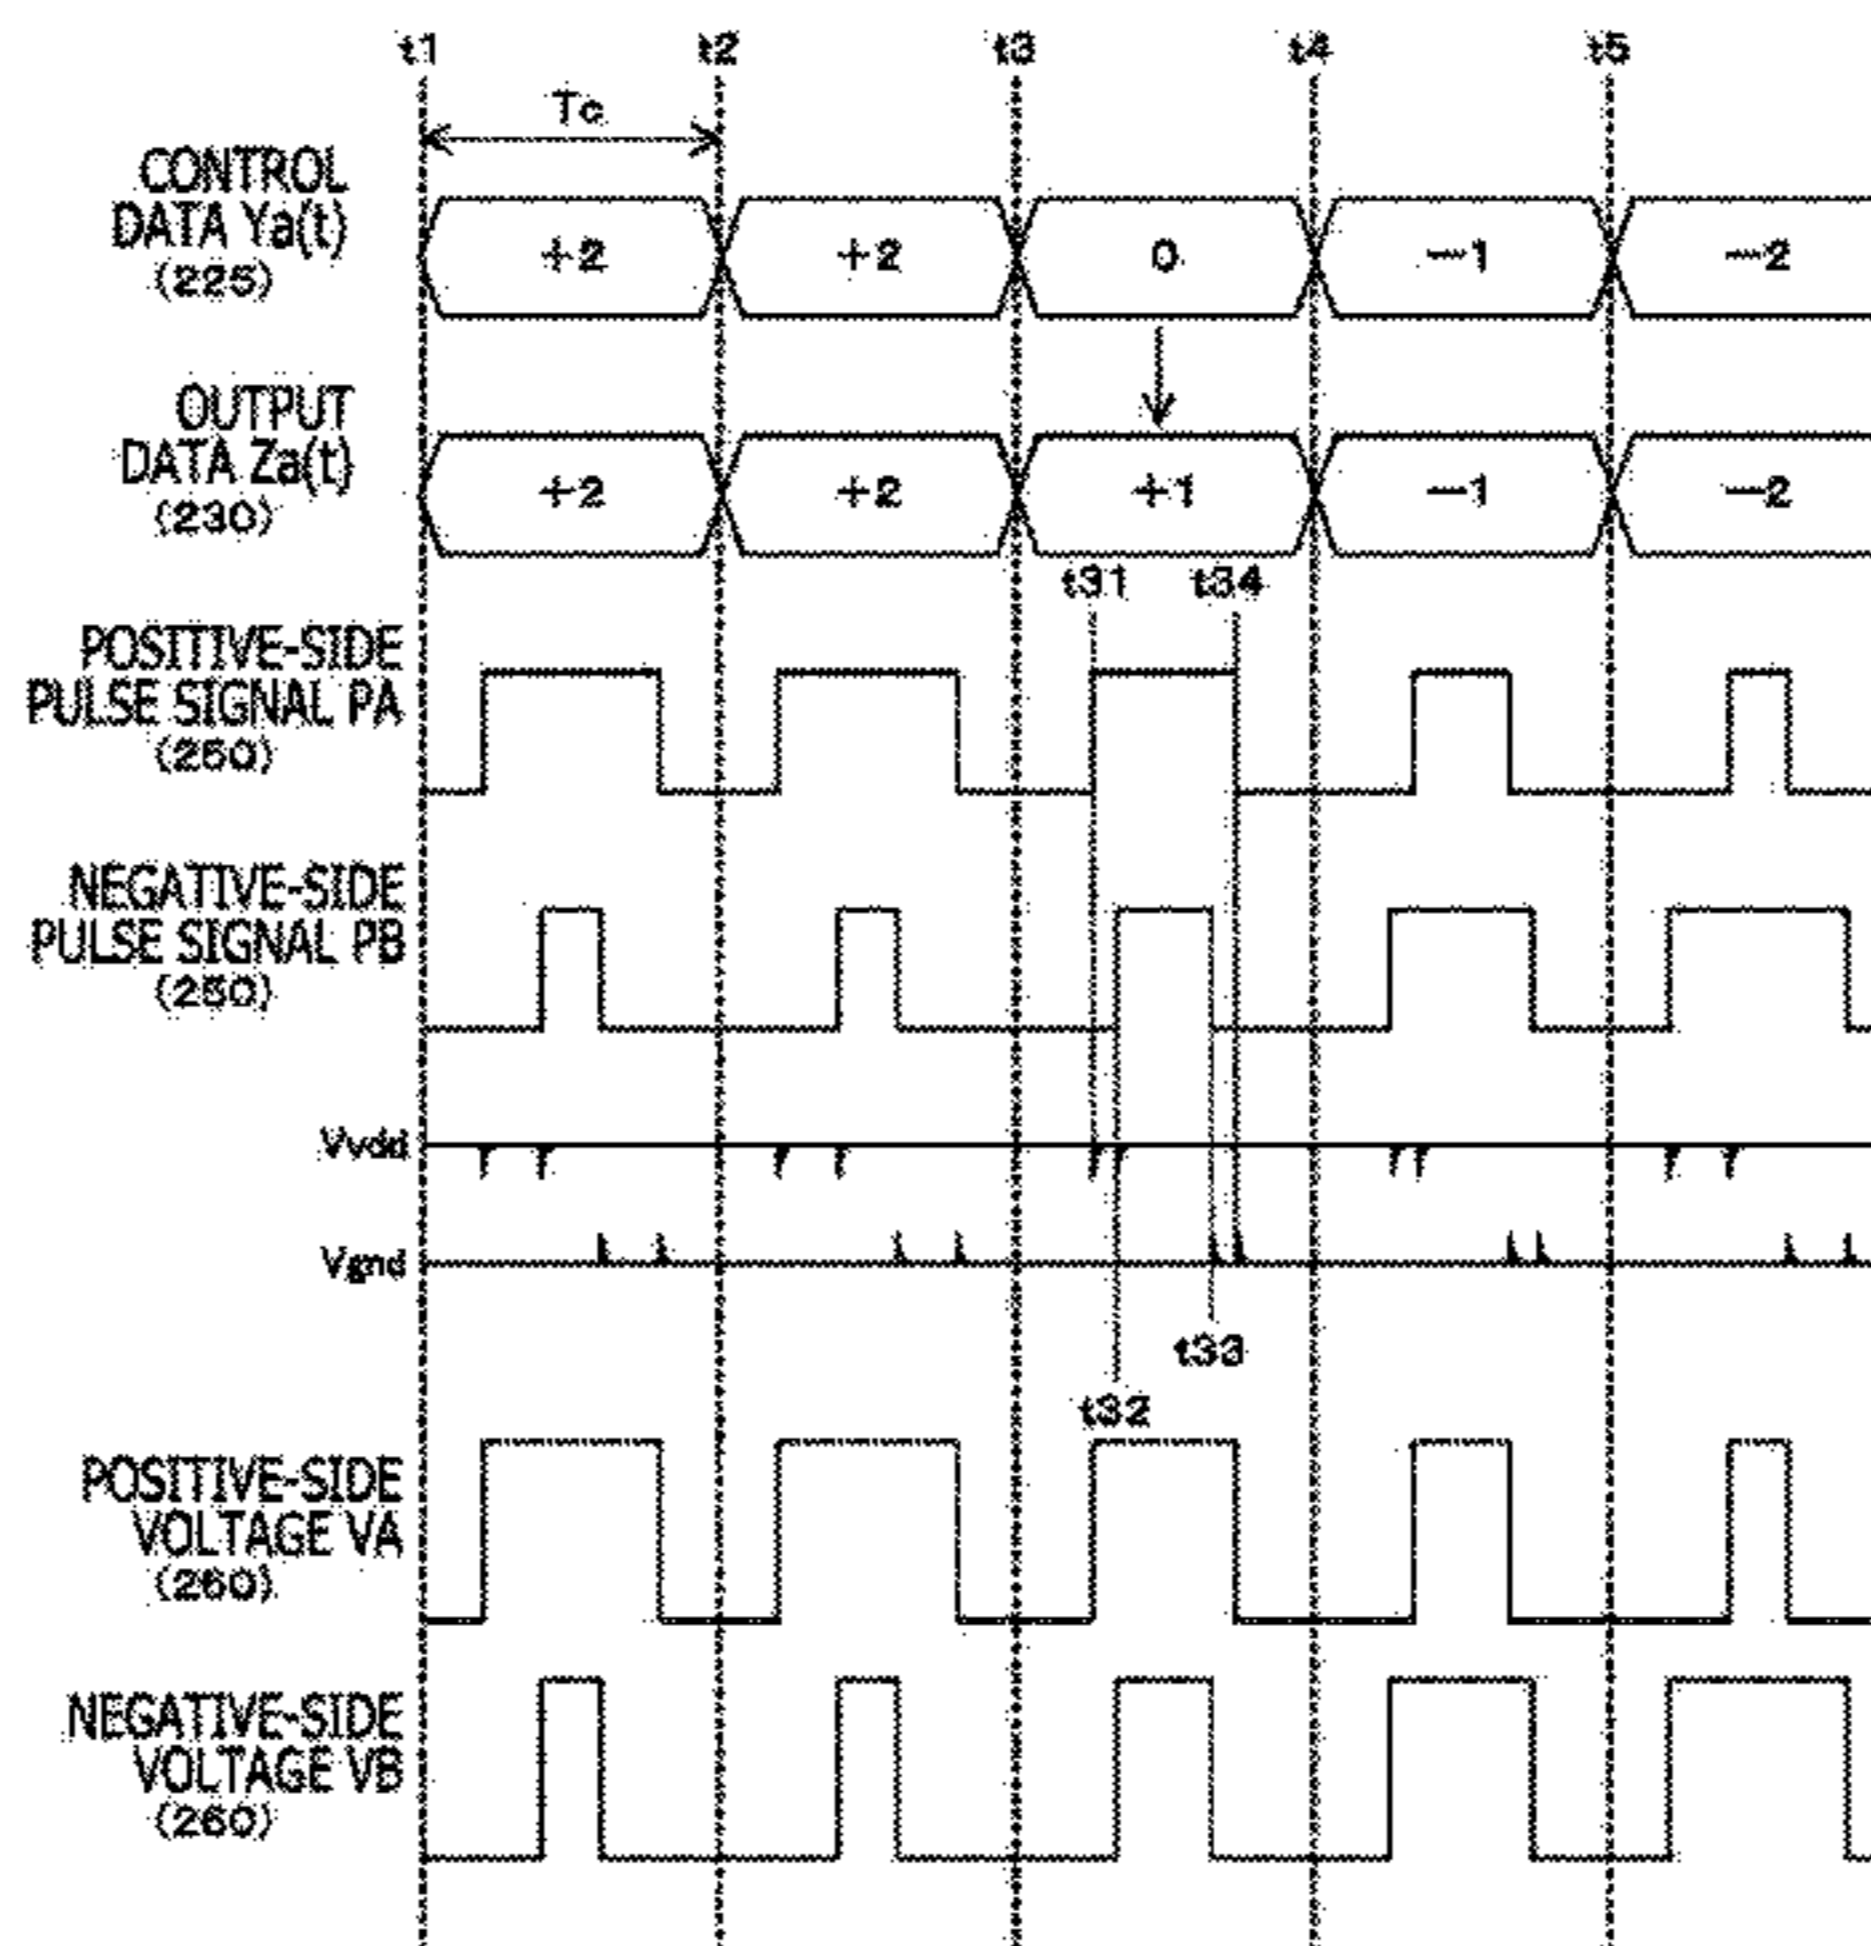 t1 t2 t3 t4 t5
Tc
CONTROL
DATA Ya(t)
(225)
+2 +2 0 −1 −2
OUTPUT
DATA Za(t)
(230)
+2 +2 +1 −1 −2
t31 t34
POSITIVE-SIDE
PULSE SIGNAL PA
(250)
NEGATIVE-SIDE
PULSE SIGNAL PB
(250)
Vvdd
Vgnd
t33
t32
POSITIVE-SIDE
VOLTAGE VA
(260)
NEGATIVE-SIDE
VOLTAGE VB
(260)